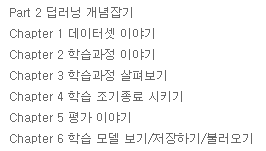 Part 2 딥러닝 개념잡기
Chapter 1 데이터셋 이야기
Chapter 2 학습과정 이야기
Chapter 3 학습과정 살펴보기
Chapter 4 학습 조기종료 시키기
Chapter 5 평가 이야기
Chapter 6 학습 모델 보기/저장하기/불러오기